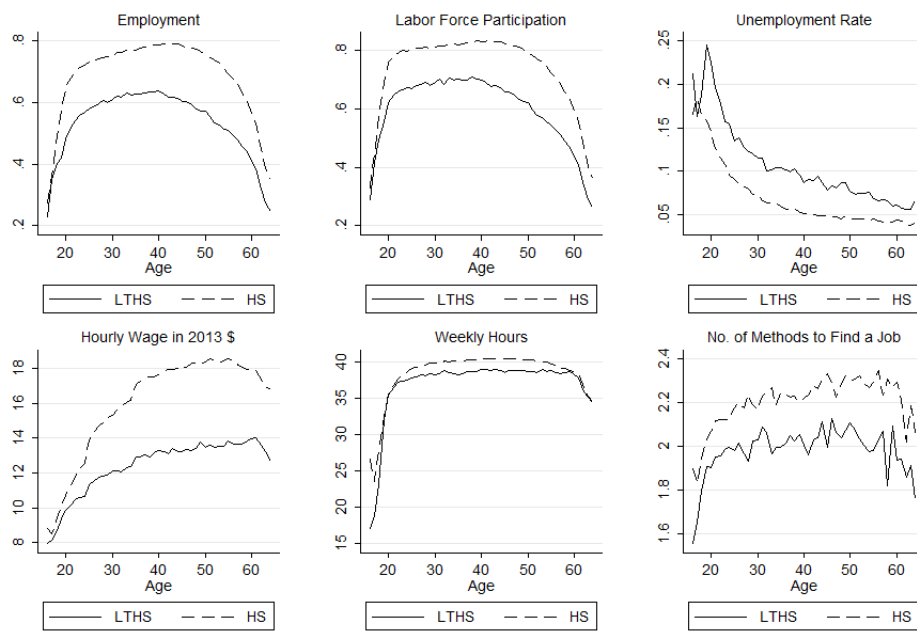 Employment
.8
.6
.4
.2
20 30 40 50 60
Age
LTHS HS
Labor Force Participation
.8
.6
.4
.2
20 30 40 50 60
Age
LTHS HS
Unemployment Rate
.25
.2
.15
.1
.05
20 30 40 50 60
Age
LTHS HS
Hourly Wage in 2013 $
18
16
14
12
10
8
20 30 40 50 60
Age
LTHS HS
Weekly Hours
40
35
30
25
20
15
20 30 40 50 60
Age
LTHS HS
No. of Methods to Find a Job
2.4
2.2
2
1.8
1.6
20 30 40 50 60
Age
LTHS HS